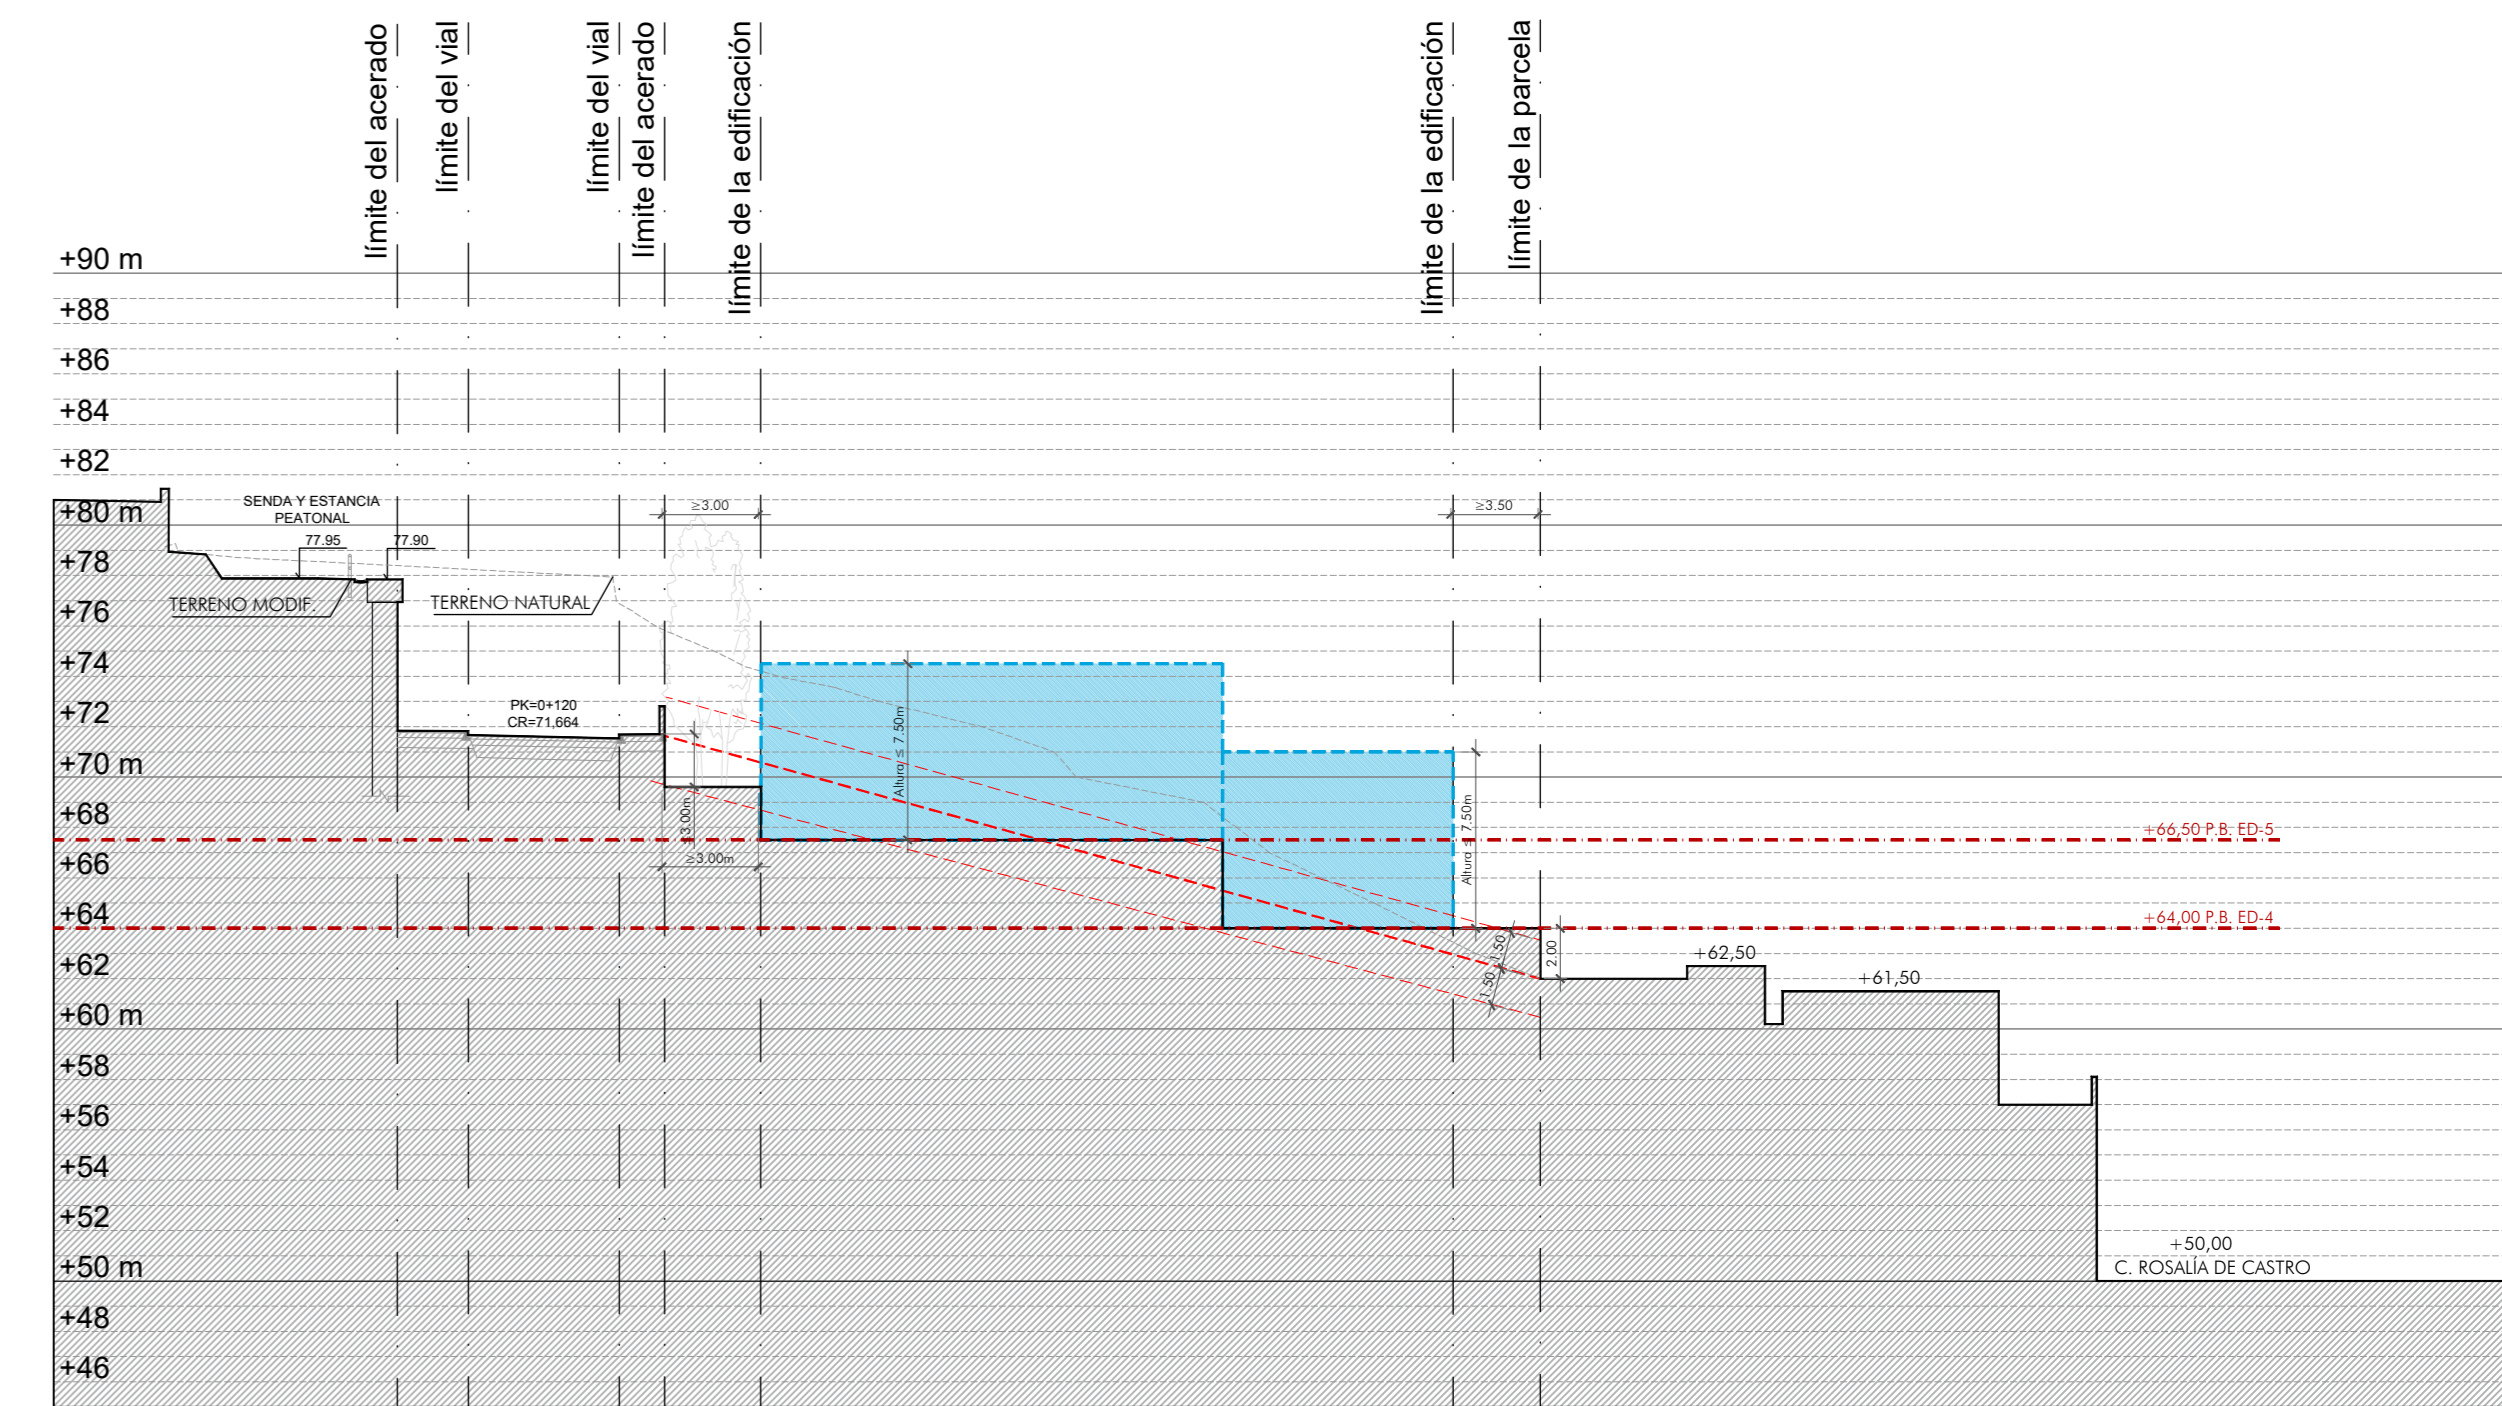 límite del acerado
límite del vial
límite del vial
límite del acerado
límite de la edificación
límite de la edificación
límite de la parcela
+90 m
+88
+86
+84
+82
+80 m
+78
+76
+74
+72
+70 m
+68
+66
+64
+62
+60 m
+58
+56
+54
+52
+50 m
+48
+46
SENDA Y ESTANCIA
PEATONAL
77.95
77.90
TERRENO MODIF.
TERRENO NATURAL
PK=0+120
CR=71,664
≥3.00
≥3.50
Altura ≤ 7.50m
Altura ≤ 7.50m
≥3.00m
+66,50 P.B. ED-5
+64,00 P.B. ED-4
1.50
1.50
2.00
+62,50
+61,50
+50,00
C. ROSALÍA DE CASTRO